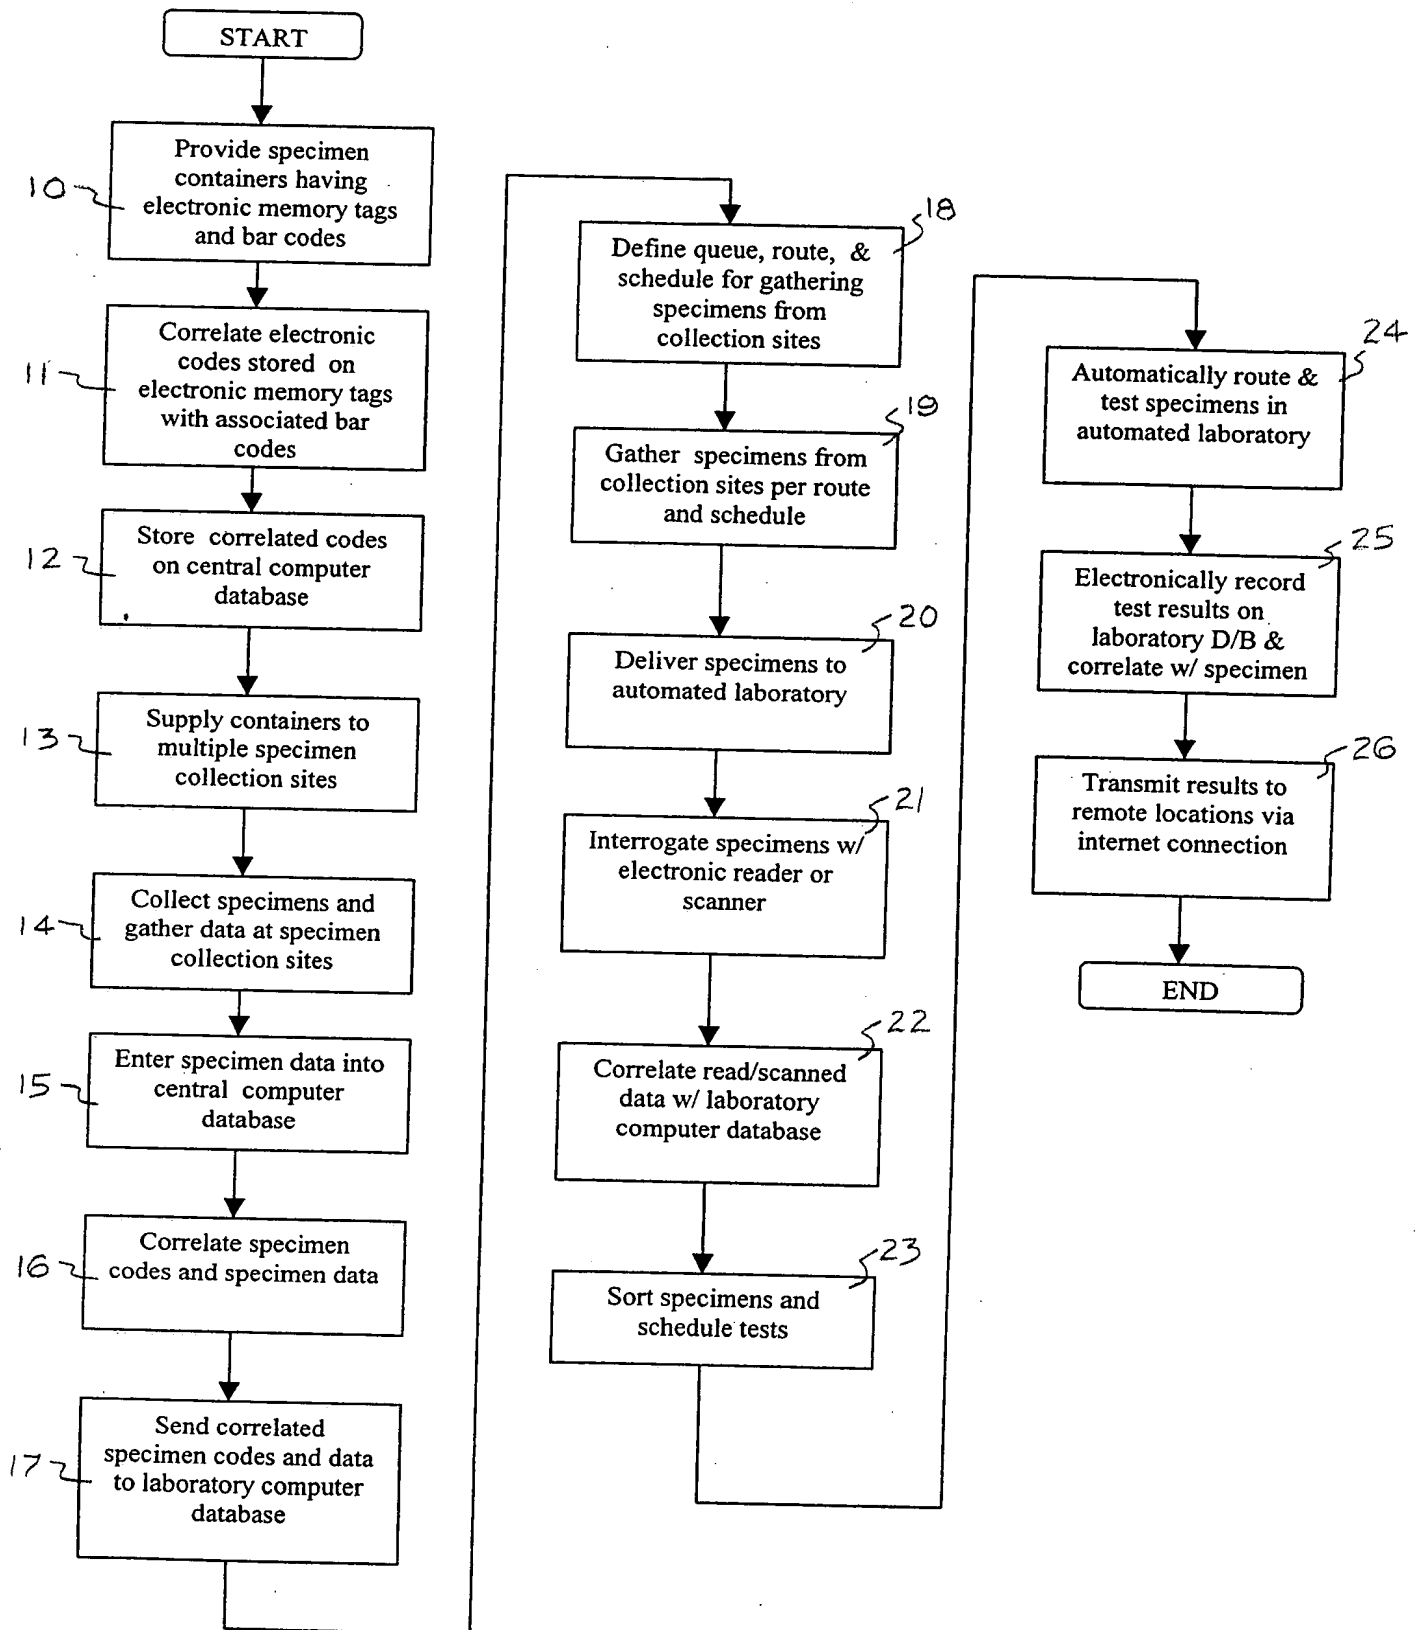 START
10
Provide specimen
containers having
electronic memory tags
and bar codes
11
Correlate electronic
codes stored on
electronic memory tags
with associated bar
codes
12
Store correlated codes
on central computer
database
13
Supply containers to
multiple specimen
collection sites
14
Collect specimens and
gather data at specimen
collection sites
15
Enter specimen data into
central computer
database
16
Correlate specimen
codes and specimen data
17
Send correlated
specimen codes and data
to laboratory computer
database
18
Define queue, route, &
schedule for gathering
specimens from
collection sites
19
Gather specimens from
collection sites per route
and schedule
20
Deliver specimens to
automated laboratory
21
Interrogate specimens w/
electronic reader or
scanner
22
Correlate read/scanned
data w/ laboratory
computer database
23
Sort specimens and
schedule tests
24
Automatically route &
test specimens in
automated laboratory
25
Electronically record
test results on
laboratory D/B &
correlate w/ specimen
26
Transmit results to
remote locations via
internet connection
END